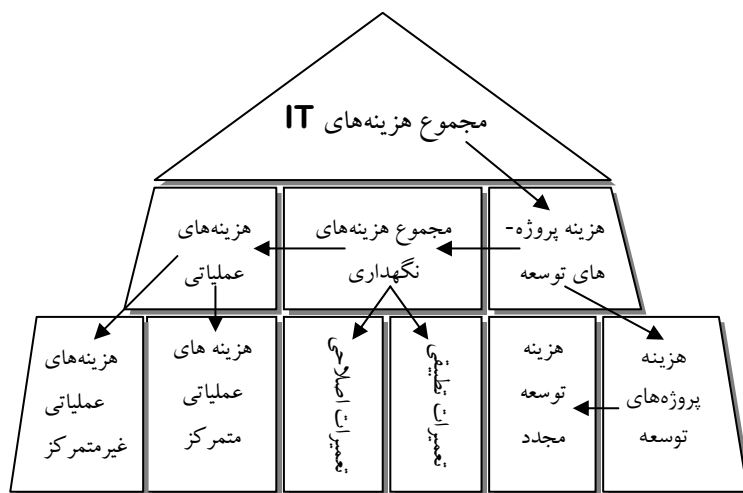 مجموع هزینه‌های IT
هزینه پروژه-
های توسعه
مجموع هزینه‌های
نگهداری
هزینه‌های
عملیاتی
هزینه
پروژه‌های
توسعه
هزینه
توسعه
مجدد
تعمیرات تطبیقی
تعمیرات اصلاحی
هزینه های
عملیاتی
متمرکز
هزینه‌های
عملیاتی
غیرمتمرکز